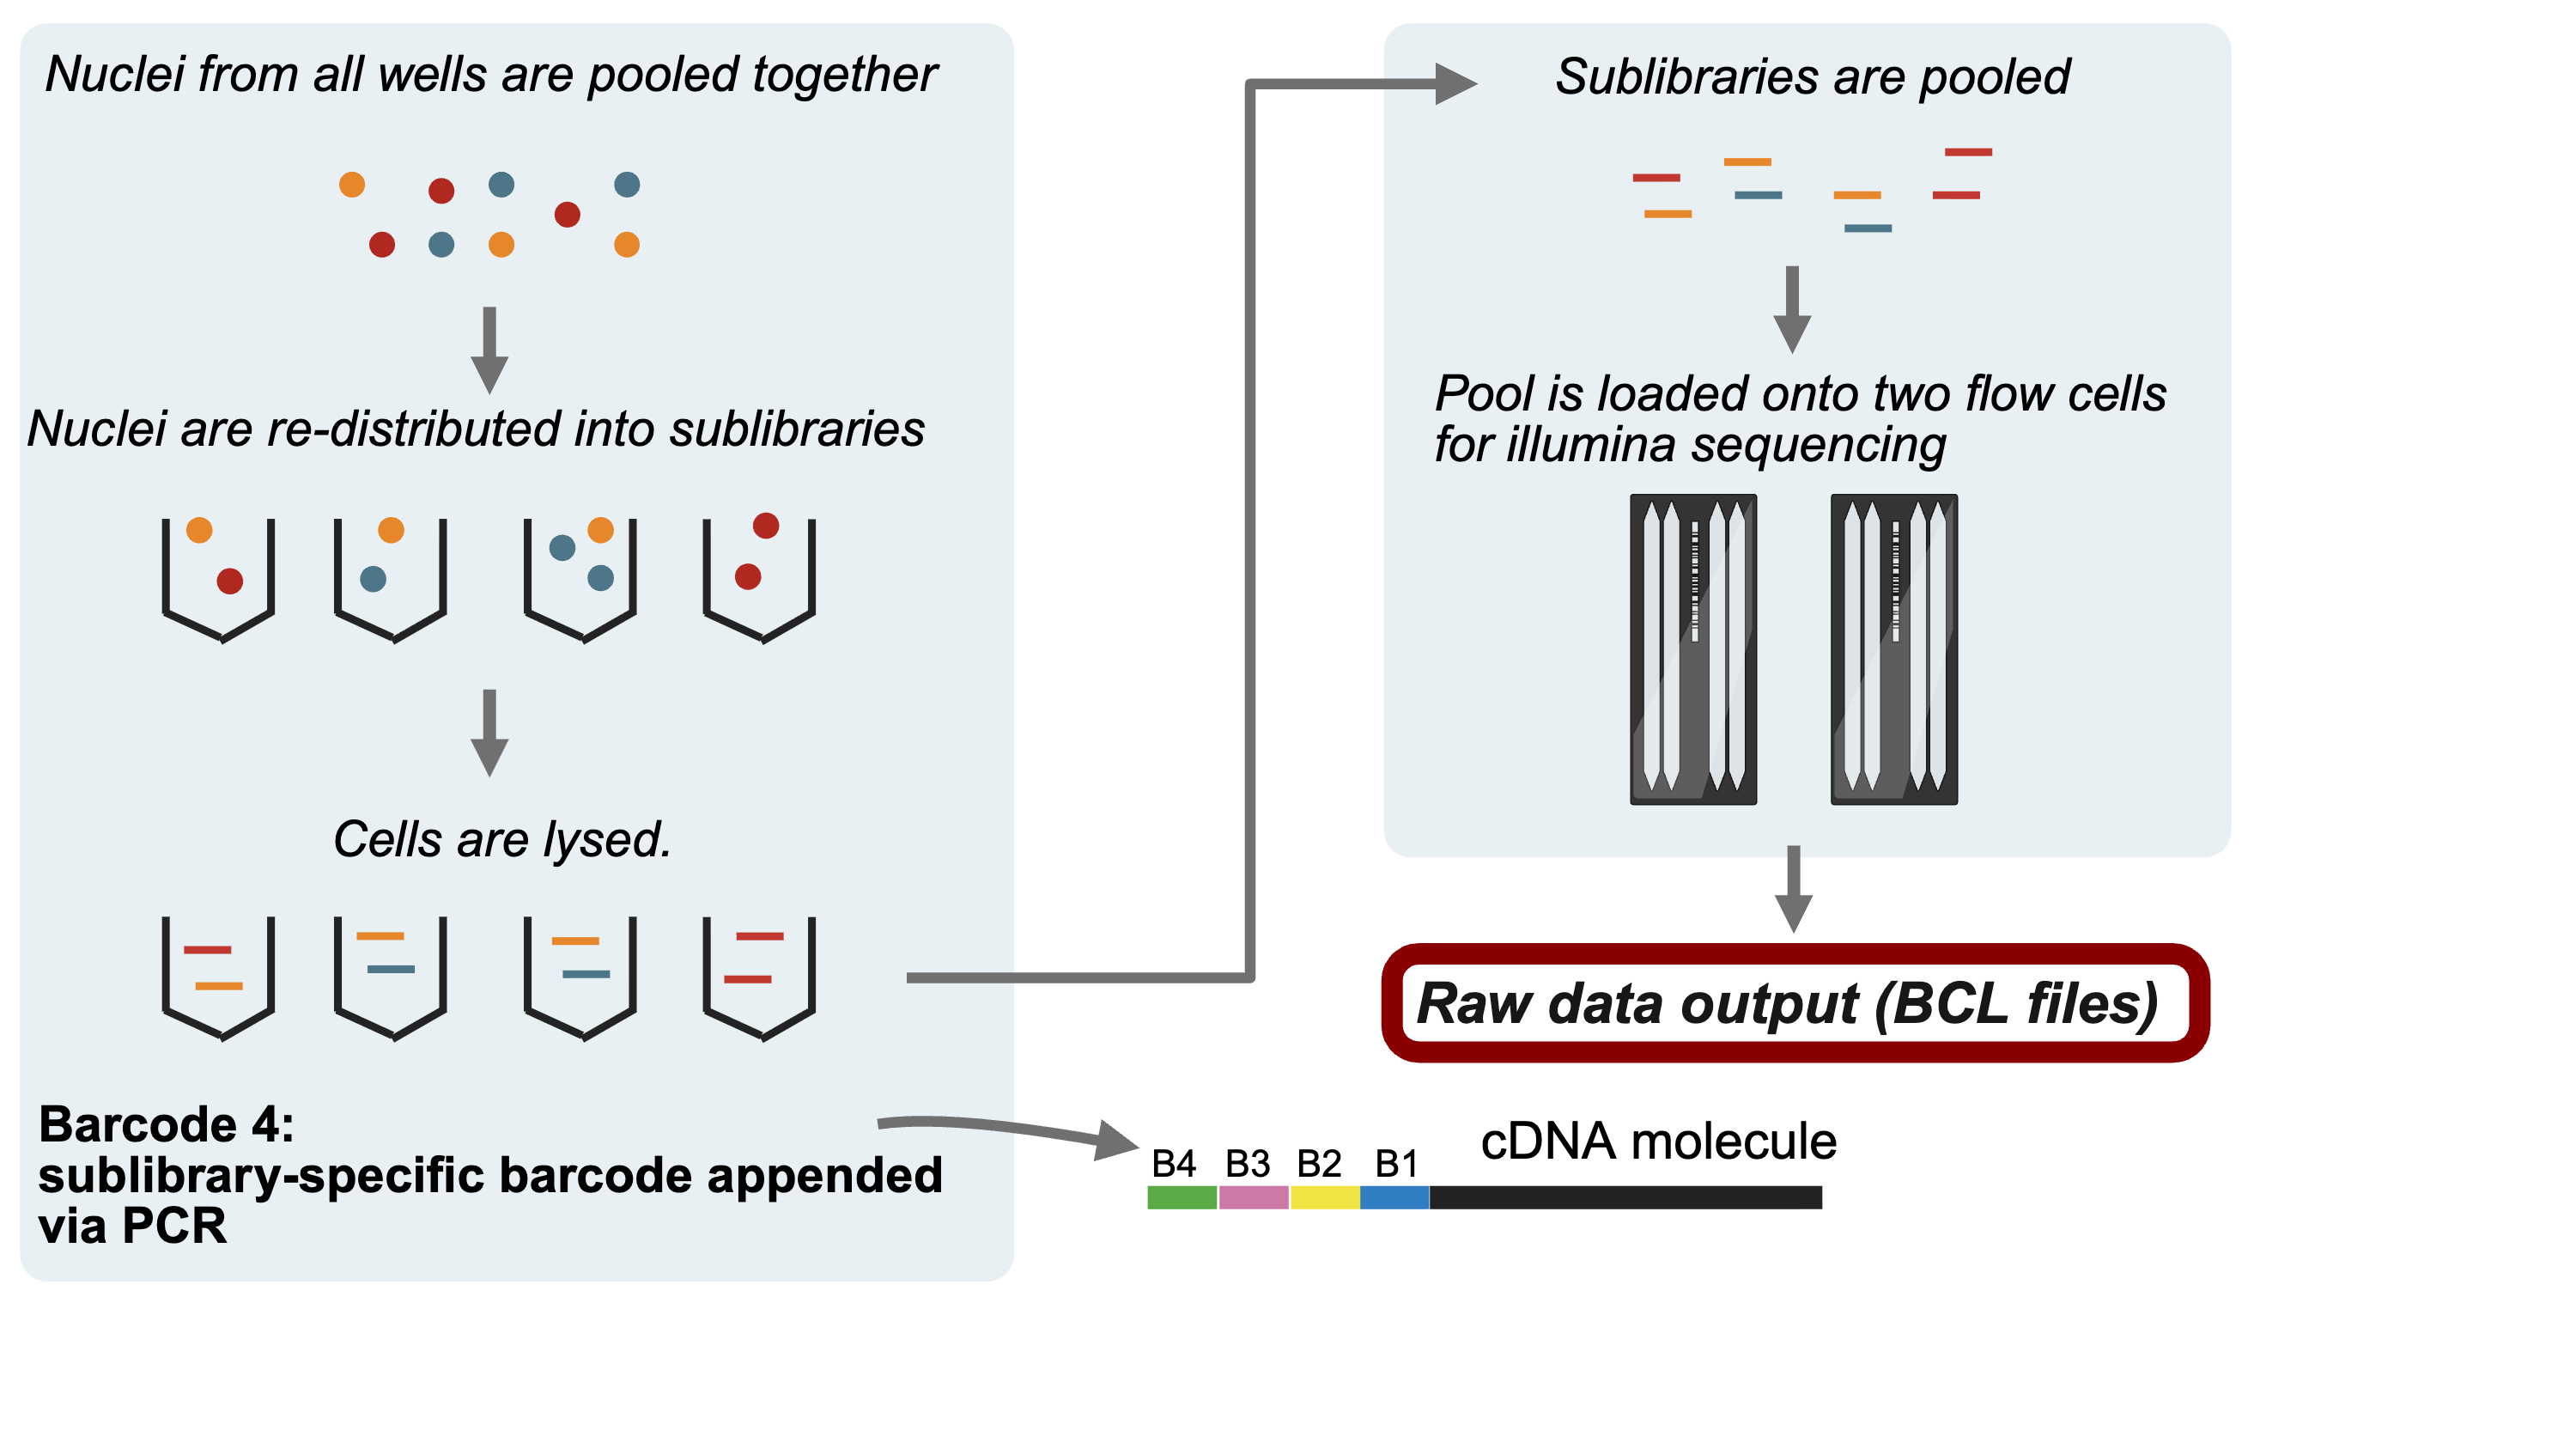 Nuclei from all wells are pooled together
Nuclei are re-distributed into sublibraries
Cells are lysed.
Barcode 4:
sublibrary-specific barcode appended
via PCR
Sublibraries are pooled
Pool is loaded onto two flow cells
for illumina sequencing
Raw data output (BCL files)
cDNA molecule
B4 B3 B2 B1